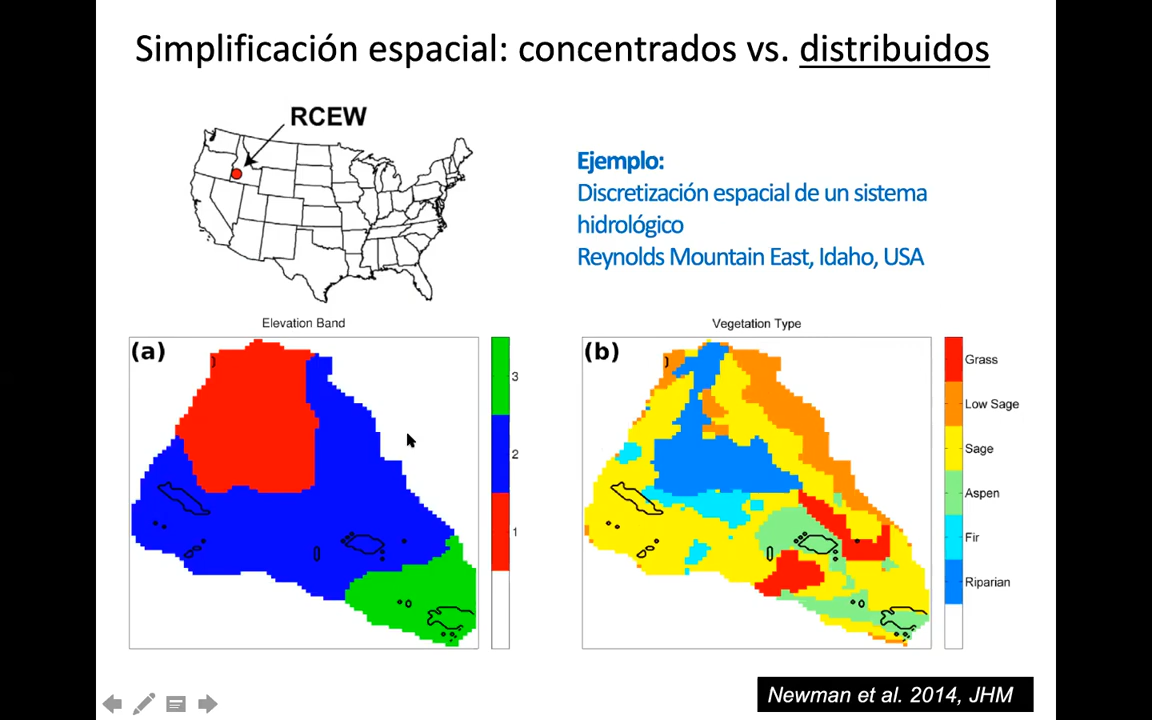 Simplificación espacial: concentrados vs. distribuidos
RCEW
Ejemplo:
Discretización espacial de un sistema
hidrológico
Reynolds Mountain East, Idaho, USA
Elevation Band
(a)
3
2
1
Vegetation Type
(b)
Grass
Low Sage
Sage
Aspen
Fir
Riparian
Newman et al. 2014, JHM